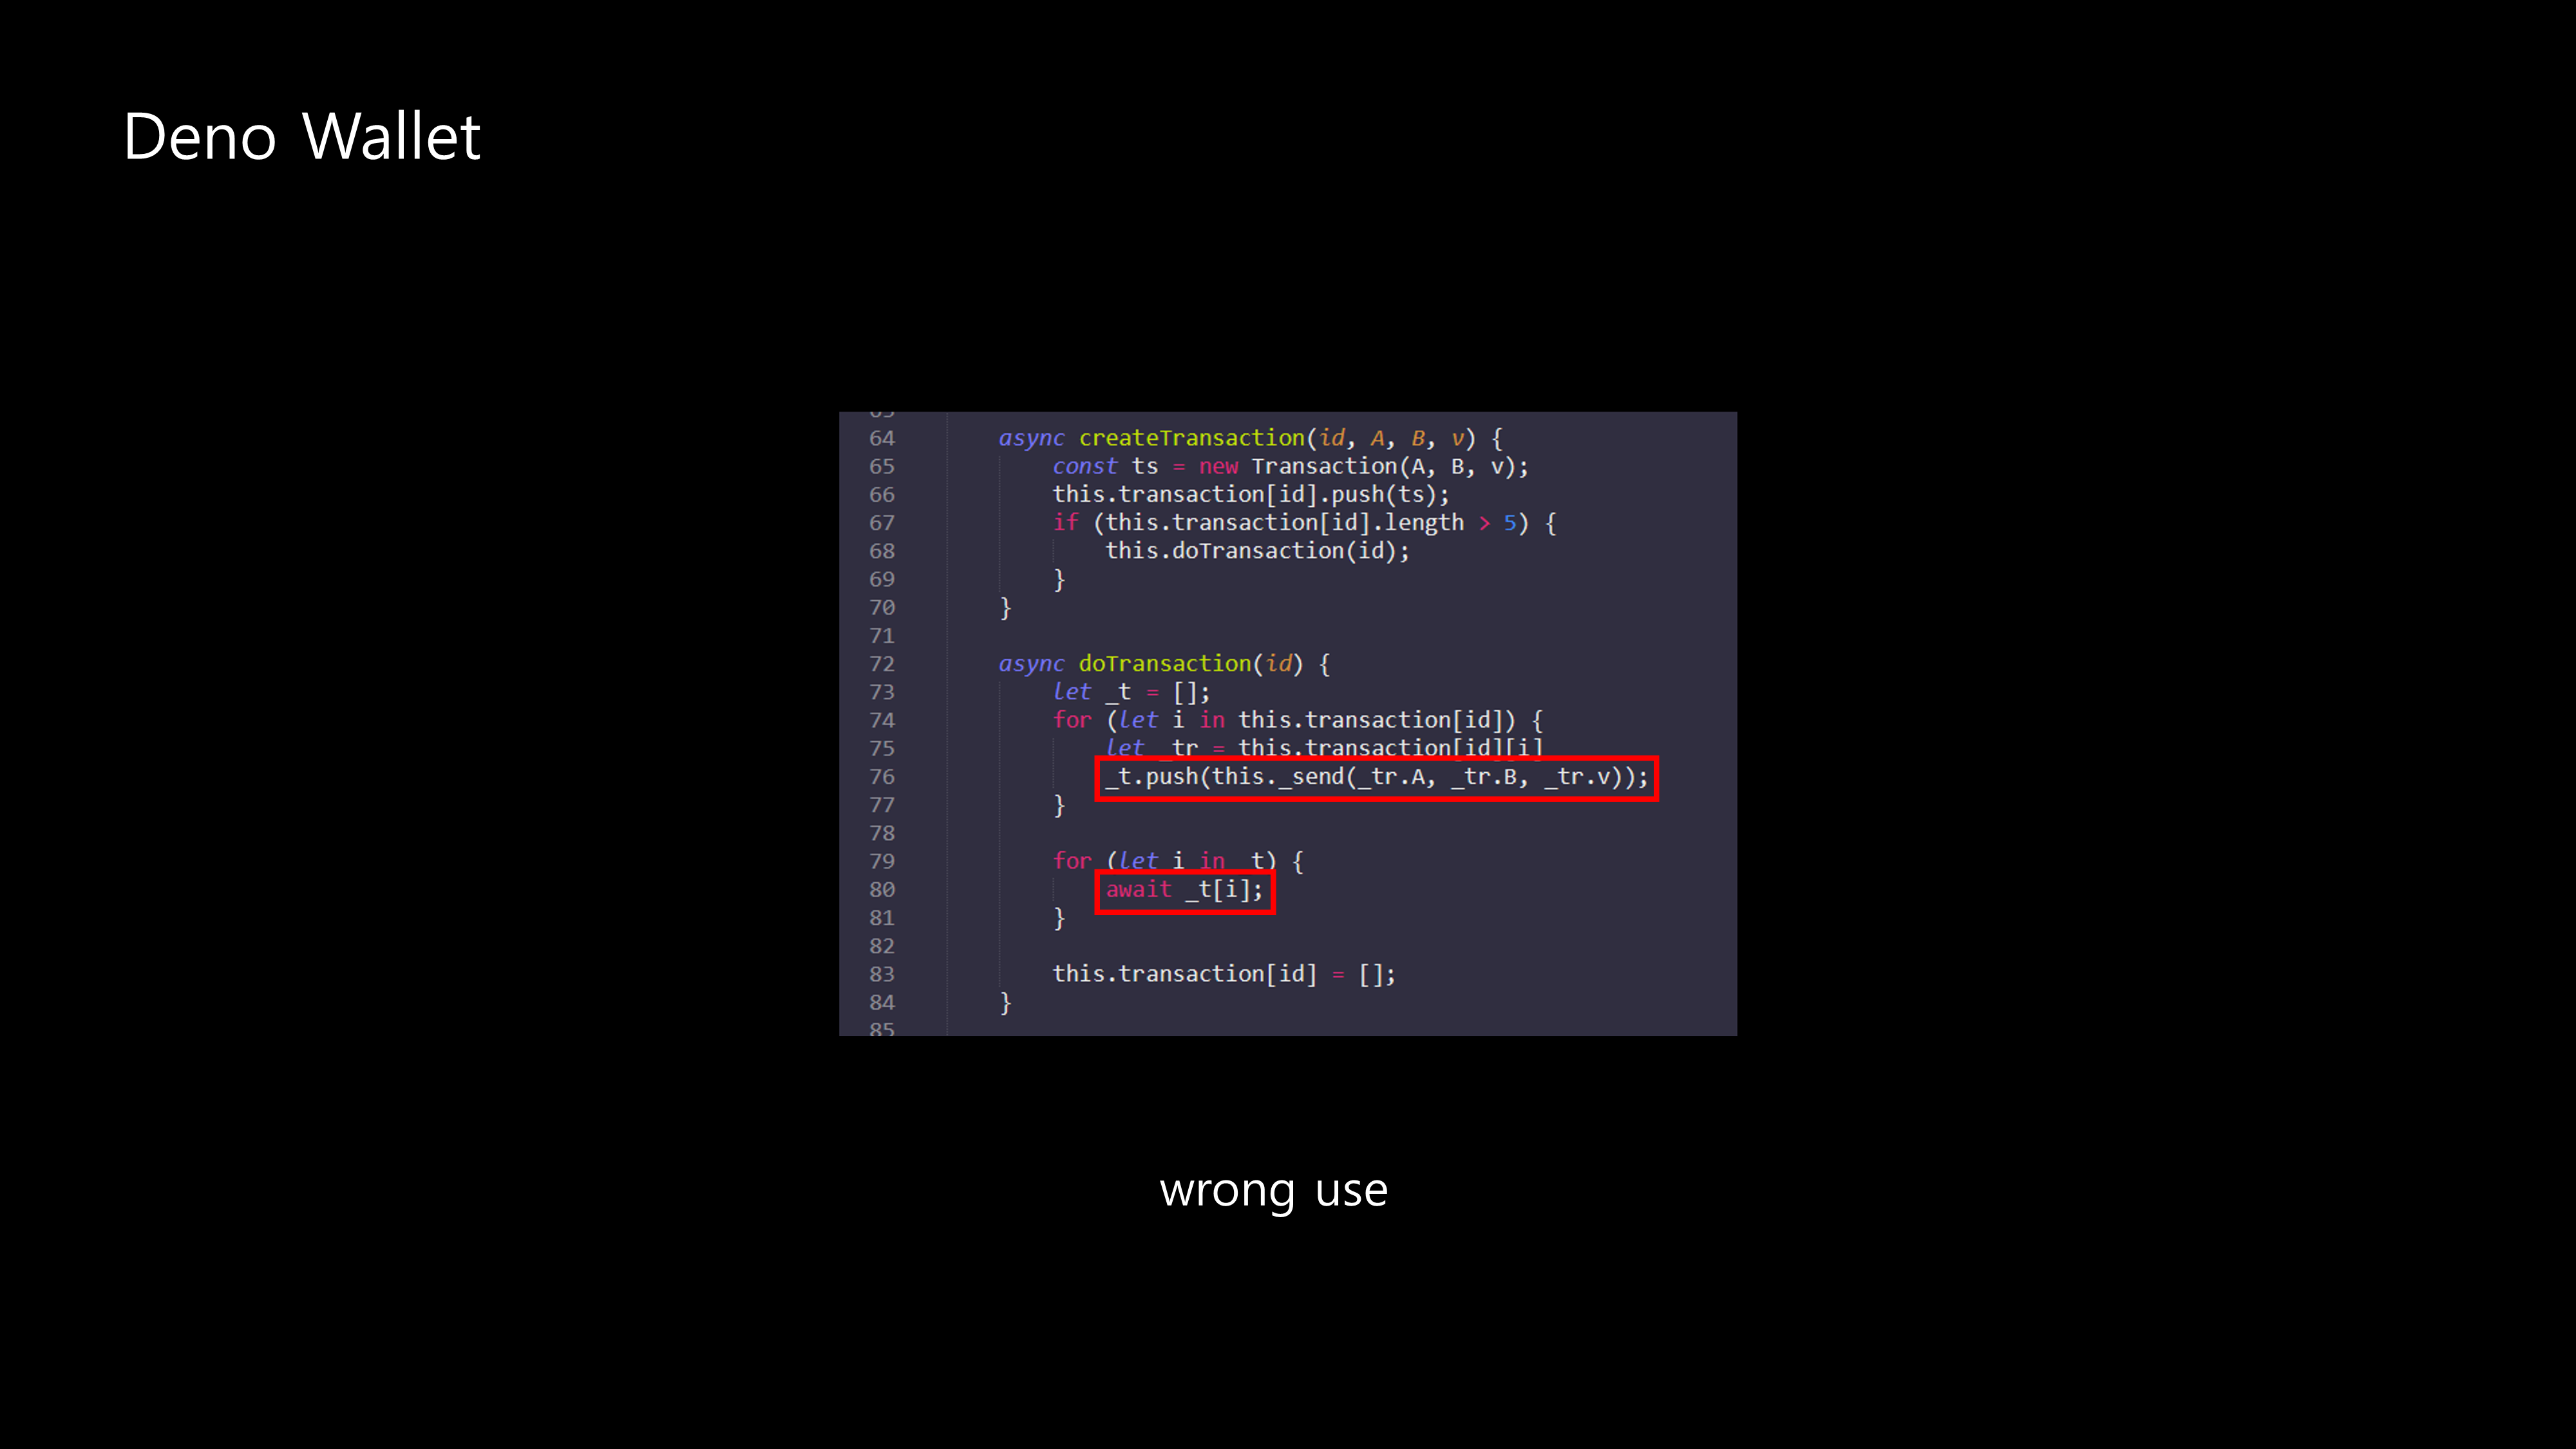 Deno Wallet
64 async createTransaction(id, A, B, v) {
65 const ts = new Transaction(A, B, v);
66 this.transaction[id].push(ts);
67 if (this.transaction[id].length > 5) {
68 this.doTransaction(id);
69 }
70 }
71
72 async doTransaction(id) {
73 let _t = [];
74 for (let i in this.transaction[id]) {
75 let _tr = this.transaction[id][i]
76 _t.push(this._send(_tr.A, _tr.B, _tr.v));
77 }
78
79 for (let i in _t) {
80 await _t[i];
81 }
82
83 this.transaction[id] = [];
84 }
85
wrong use